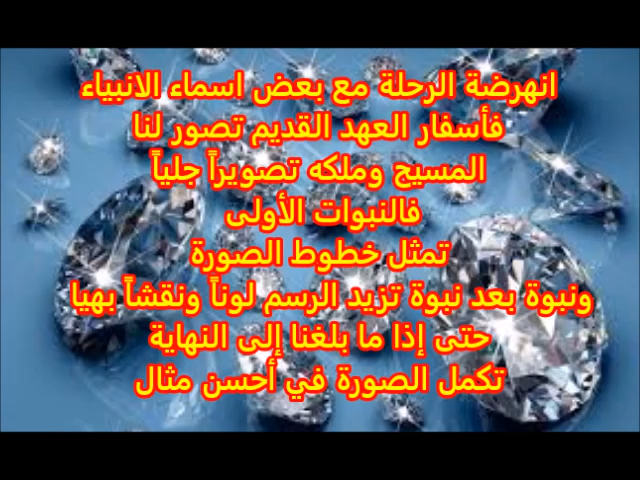 انهرضة الرحلة مع بعض اسماء الانبياء
فأسفار العهد القديم تصور لنا
المسيح وملكه تصويراً جلياً
فالنبوات الأولى
تمثل خطوط الصورة
ونبوة بعد نبوة تزيد الرسم لوناً ونقشاً بهيا
حتى إذا ما بلغنا إلى النهاية
تكمل الصورة في أحسن مثال